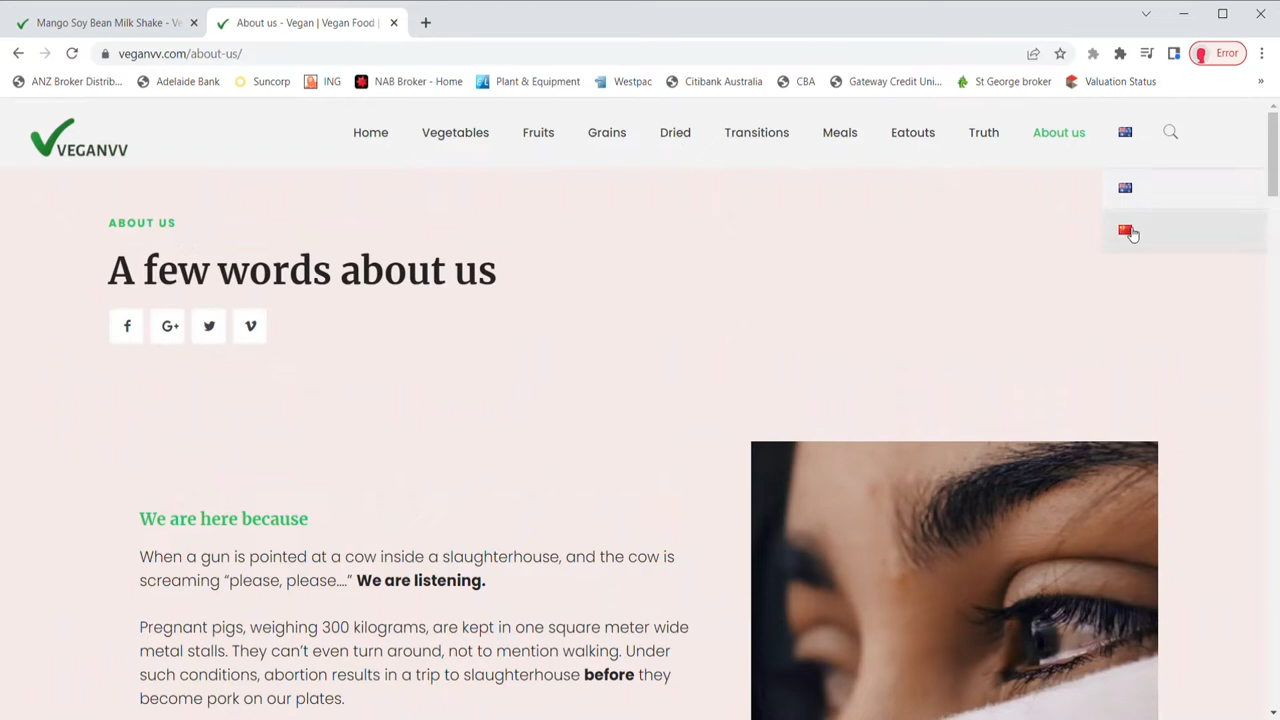 Mango Soy Bean Milk Shake - Ve
About us - Vegan | Vegan Food |
veganvv.com/about-us/
Error
ANZ Broker Distrib...
Adelaide Bank
Suncorp
ING
NAB Broker - Home
Plant & Equipment
Westpac
Citibank Australia
CBA
Gateway Credit Uni...
St George broker
Valuation Status
»
VEGANVV
Home
Vegetables
Fruits
Grains
Dried
Transitions
Meals
Eatouts
Truth
About us
ABOUT US
A few words about us
We are here because
When a gun is pointed at a cow inside a slaughterhouse, and the cow is
screaming “please, please....” We are listening.
Pregnant pigs, weighing 300 kilograms, are kept in one square meter wide
metal stalls. They can’t even turn around, not to mention walking. Under
such conditions, abortion results in a trip to slaughterhouse before they
become pork on our plates.